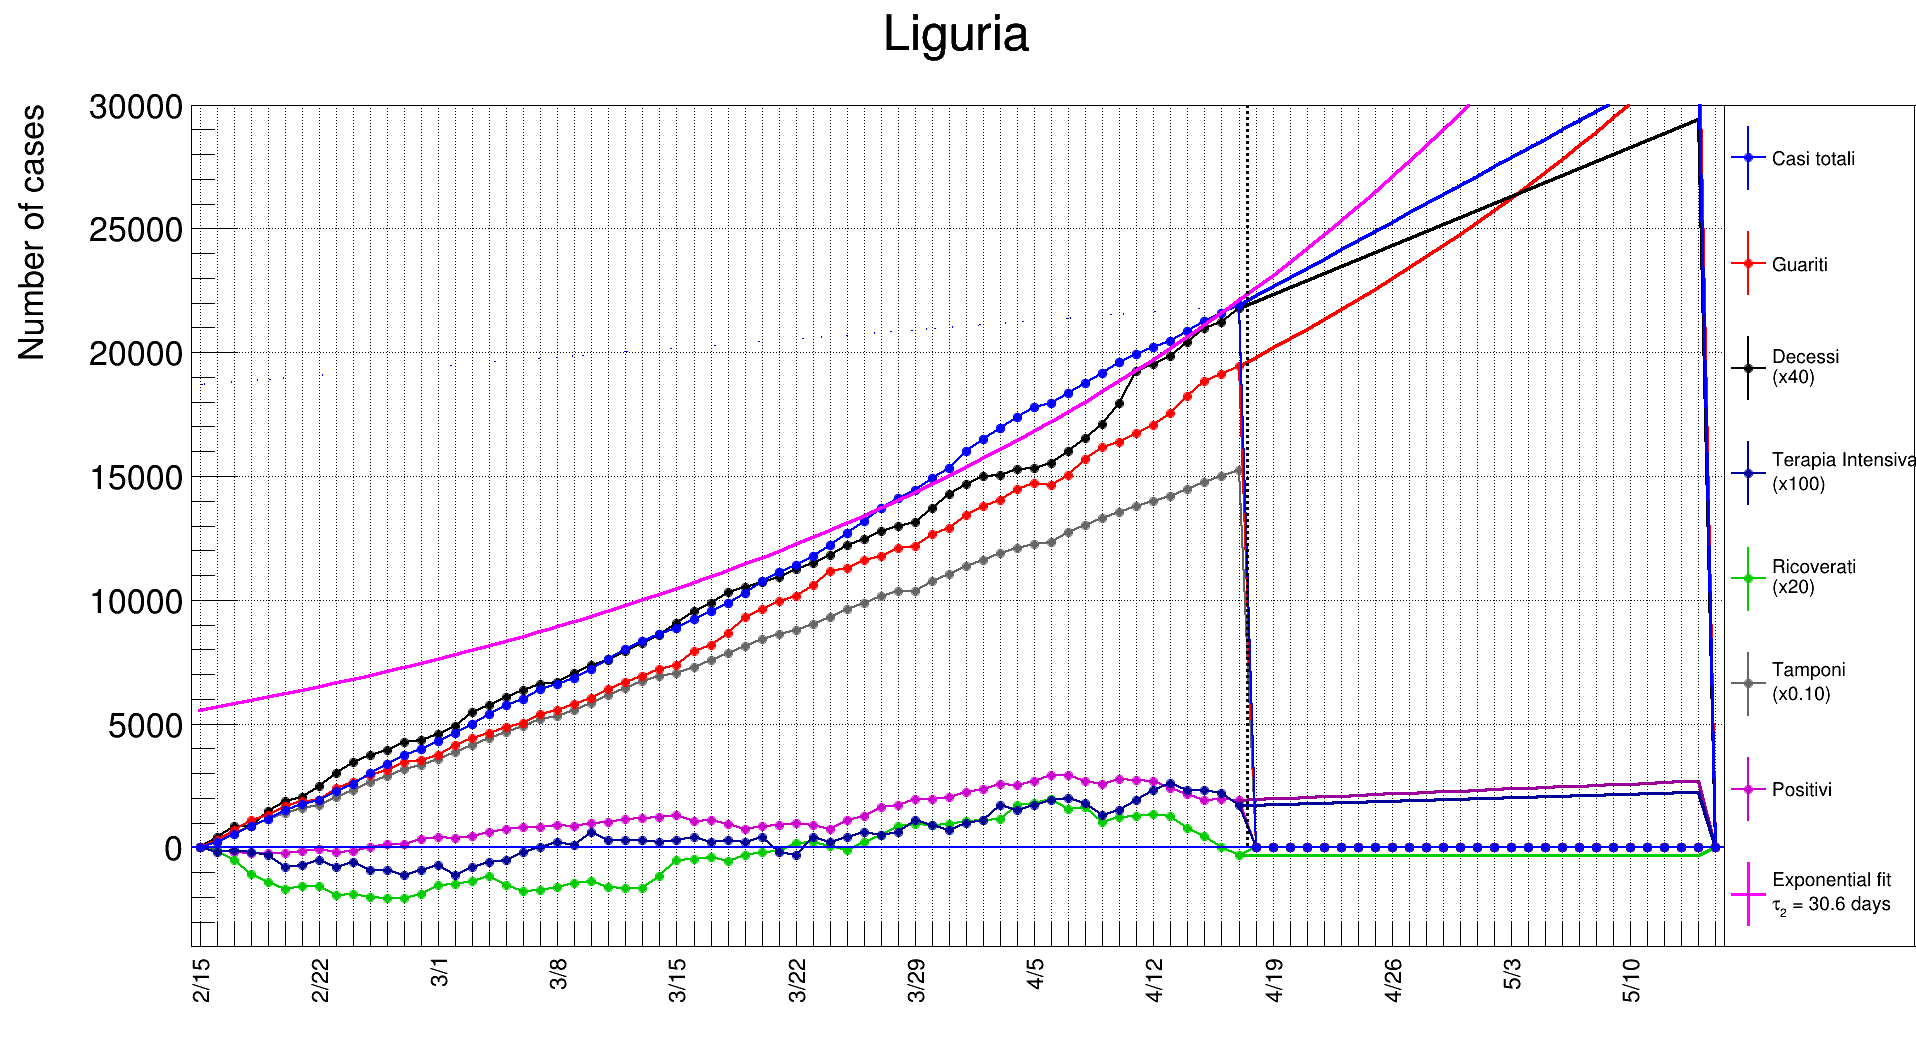 Liguria
Number of cases
30000
25000
20000
15000
10000
5000
0
2/15
2/22
3/1
3/8
3/15
3/22
3/29
4/5
4/12
4/19
4/26
5/3
5/10
Casi totali
Guariti
Decessi
(x40)
Terapia Intensiva
(x100)
Ricoverati
(x20)
Tamponi
(x0.10)
Positivi
Exponential fit
τ₂ = 30.6 days